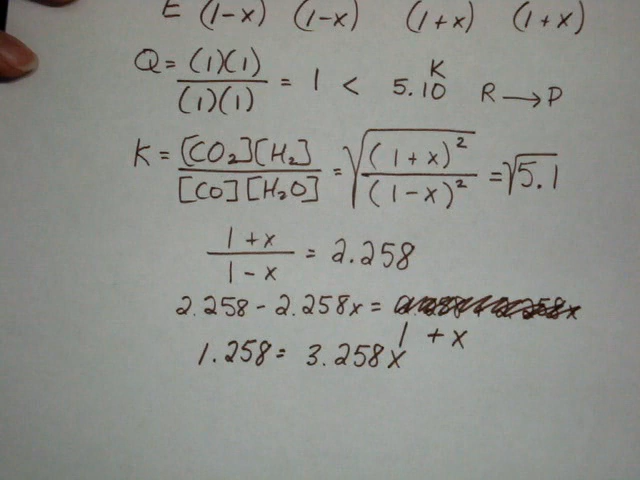 E (1-x) (1-x) (1+x) (1+x)
Q = (1)(1) / (1)(1) = 1 < 5.10 K R → P
K = [CO₂][H₂] / [CO][H₂O] = √((1+x)² / (1-x)²) = √5.1
1+x / 1-x = 2.258
2.258 - 2.258x = 1 + x
1.258 = 3.258x